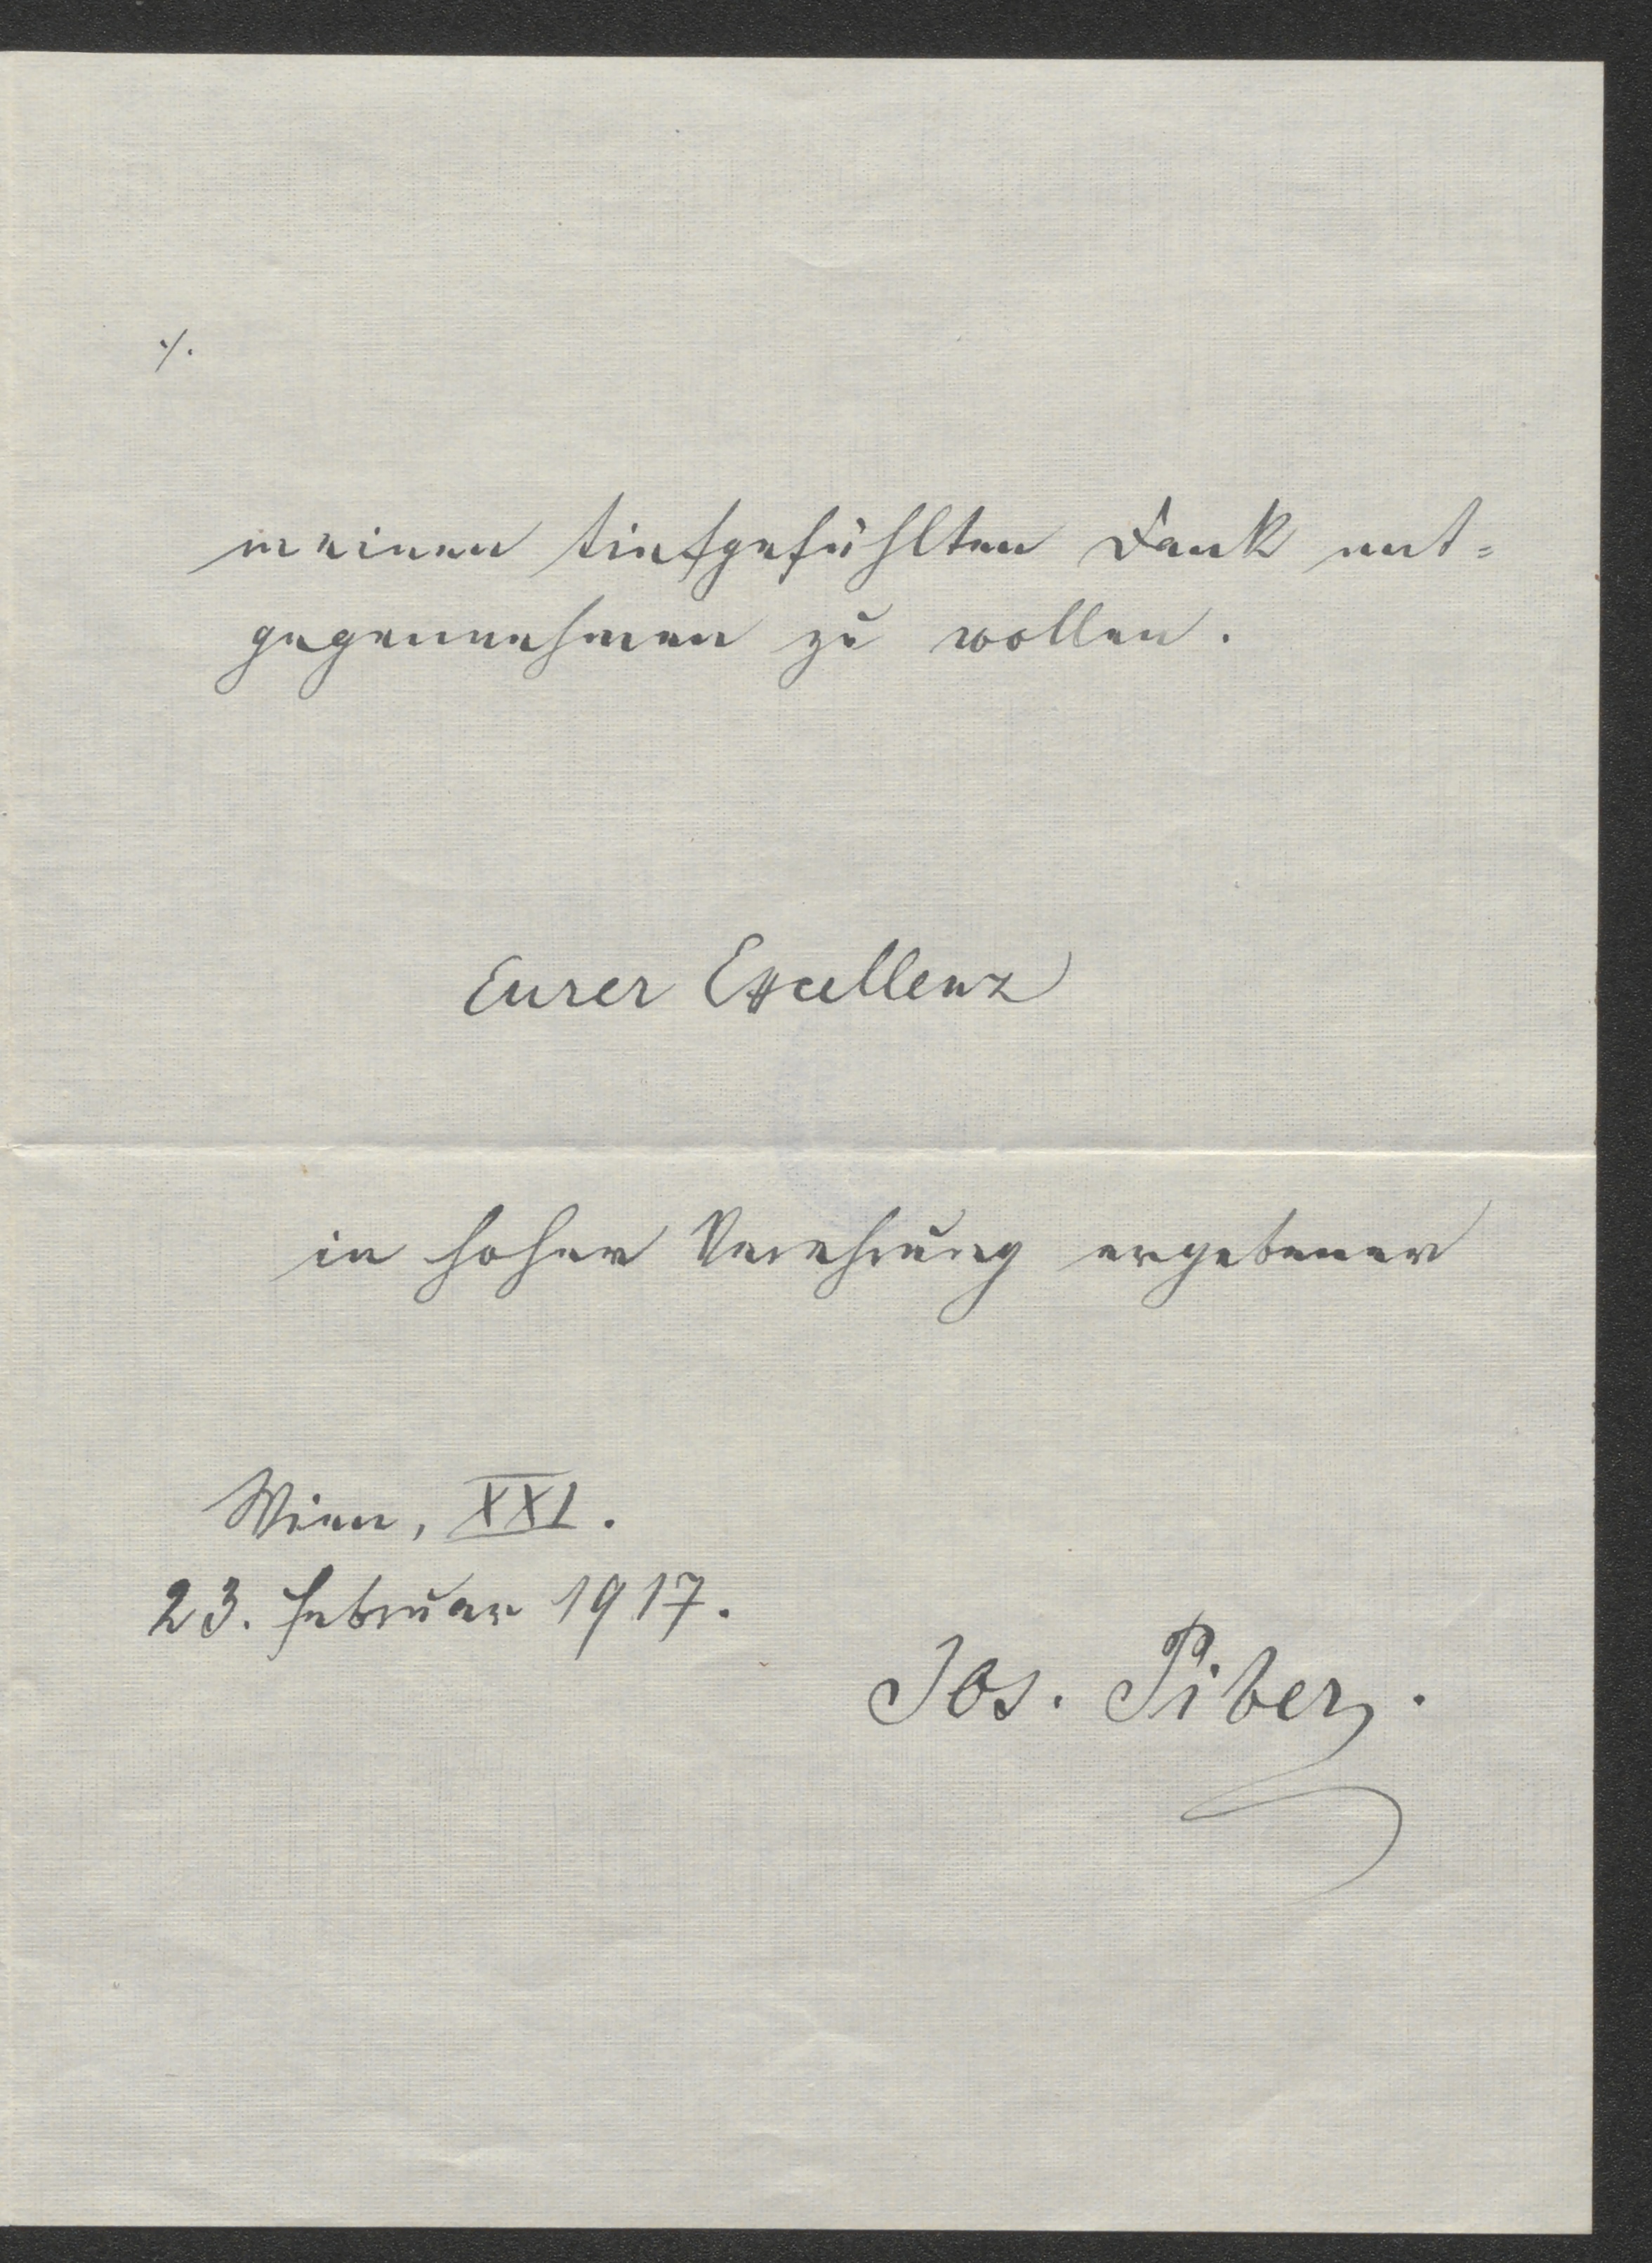 ./.
meinen tiefgefühlten Dank ent=
gegennehmen zu wollen.
Eurer Excellenz
in hoher Verehrung ergebener
Wien, XXI.
23. Februar 1917.
Jos. Piber.